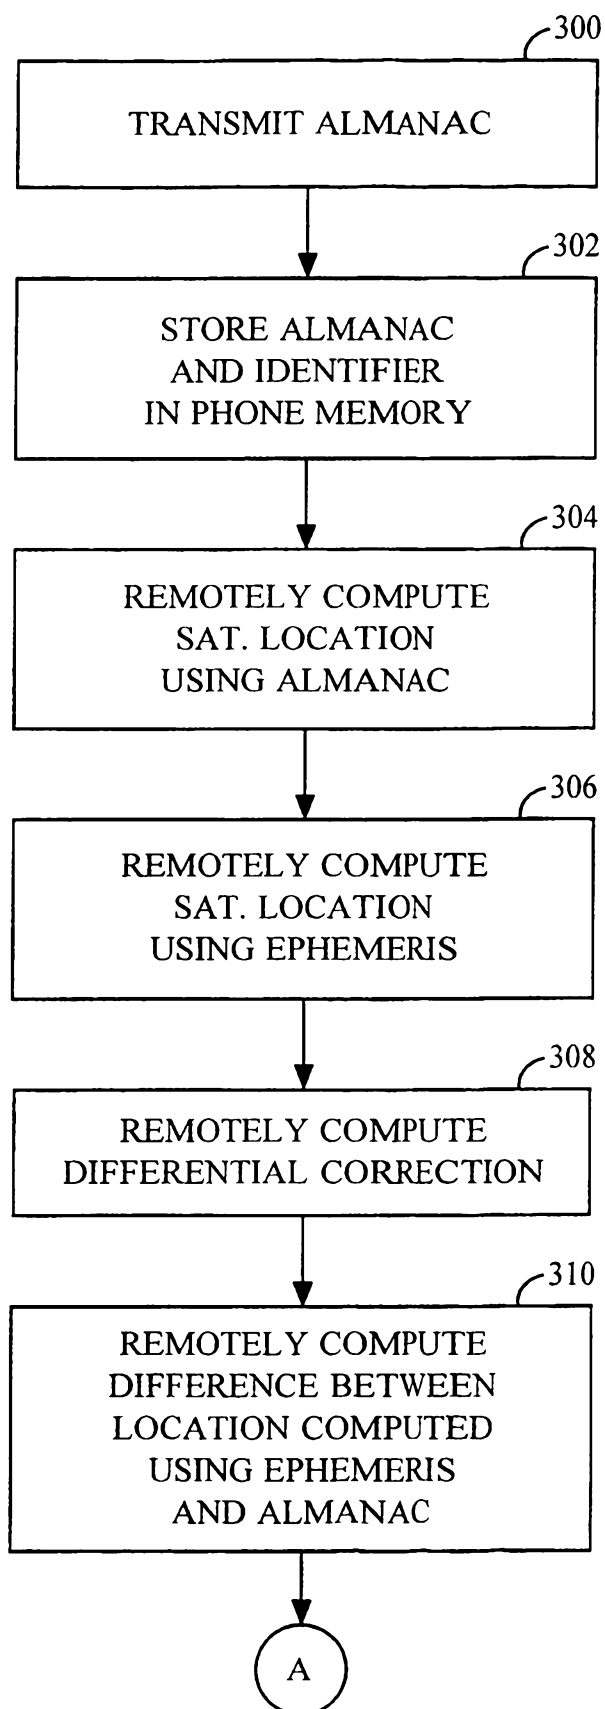 300
TRANSMIT ALMANAC
302
STORE ALMANAC
AND IDENTIFIER
IN PHONE MEMORY
304
REMOTELY COMPUTE
SAT. LOCATION
USING ALMANAC
306
REMOTELY COMPUTE
SAT. LOCATION
USING EPHEMERIS
308
REMOTELY COMPUTE
DIFFERENTIAL CORRECTION
310
REMOTELY COMPUTE
DIFFERENCE BETWEEN
LOCATION COMPUTED
USING EPHEMERIS
AND ALMANAC
A